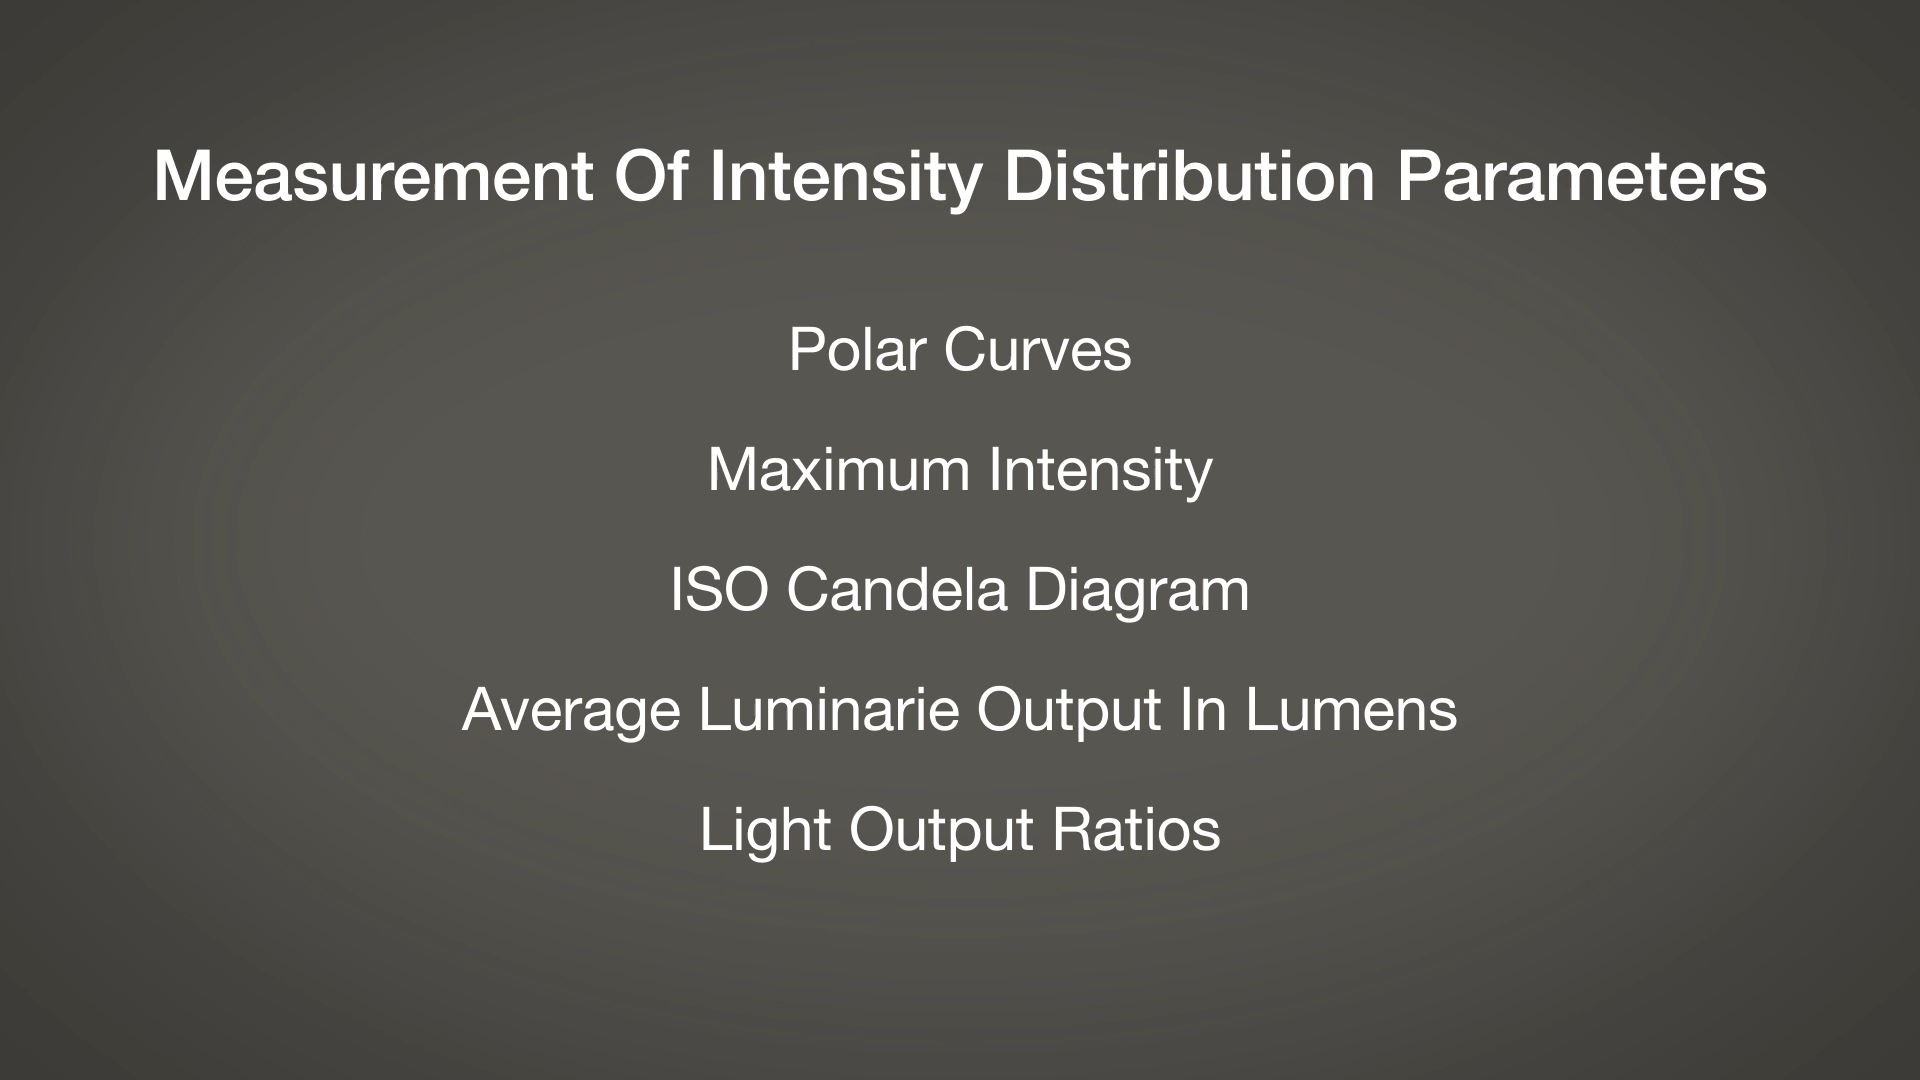 Measurement Of Intensity Distribution Parameters
Polar Curves
Maximum Intensity
ISO Candela Diagram
Average Luminarie Output In Lumens
Light Output Ratios